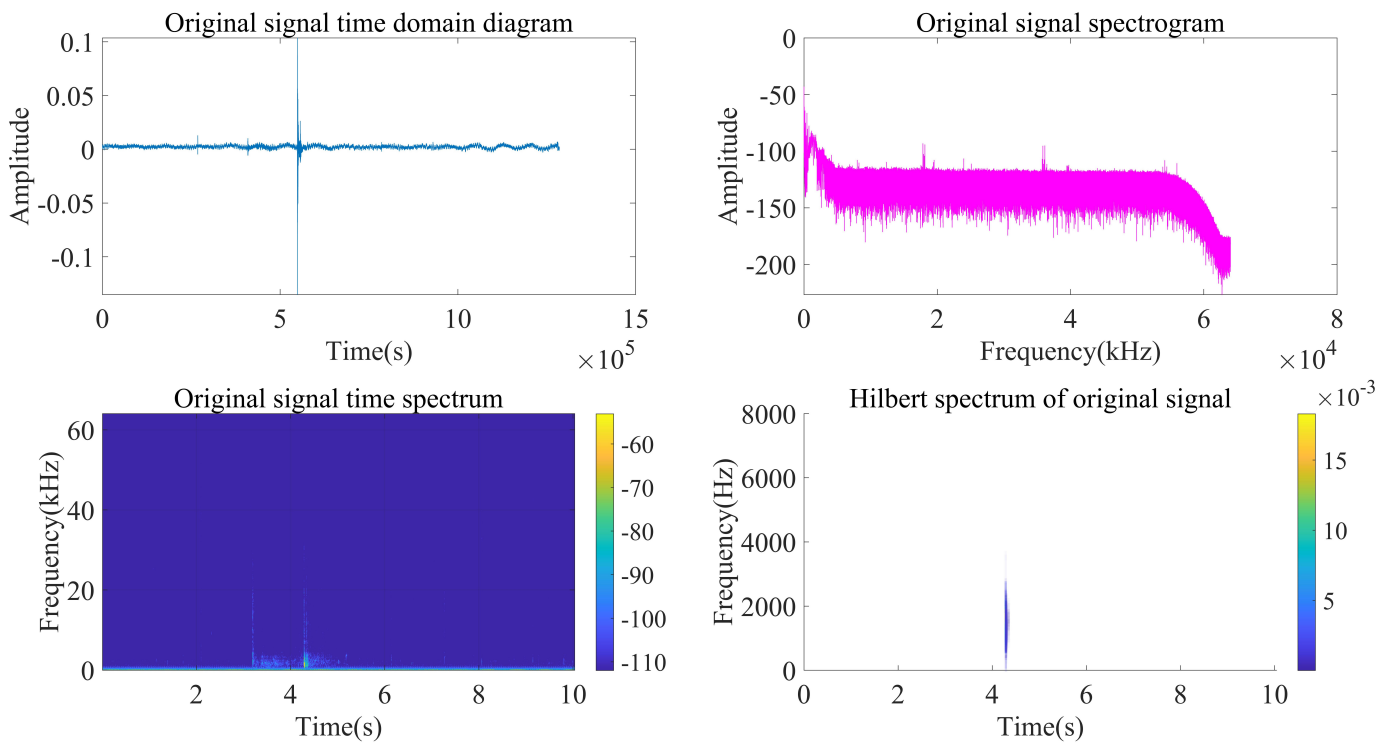 Original signal time domain diagram
0.1
0.05
0
-0.05
-0.1
Amplitude
0 5 10 15
Time(s)
×10^5
Original signal spectrogram
0
-50
-100
-150
-200
Amplitude
0 2 4 6 8
Frequency(kHz)
×10^4
Original signal time spectrum
60
40
20
0
Frequency(kHz)
2 4 6 8 10
Time(s)
-60
-70
-80
-90
-100
-110
Hilbert spectrum of original signal
8000
6000
4000
2000
0
Frequency(Hz)
0 2 4 6 8 10
Time(s)
×10^-3
15
10
5